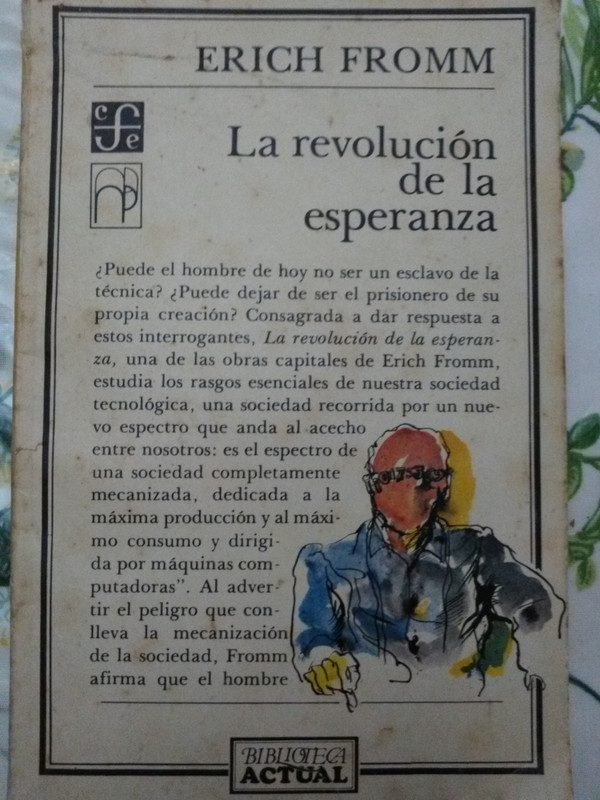 ERICH FROMM
cfe
La revolución
de la
esperanza
¿Puede el hombre de hoy no ser un esclavo de la
técnica? ¿Puede dejar de ser el prisionero de su
propia creación? Consagrada a dar respuesta a
estos interrogantes, La revolución de la esperan-
za, una de las obras capitales de Erich Fromm,
estudia los rasgos esenciales de nuestra sociedad
tecnológica, una sociedad recorrida por un nue-
vo espectro que anda al acecho
entre nosotros: es el espectro de
una sociedad completamente
mecanizada, dedicada a la
máxima producción y al máxi-
mo consumo y dirigi-
da por máquinas com-
putadoras”. Al adver-
tir el peligro que con-
lleva la mecanización
de la sociedad, Fromm
afirma que el hombre
BIBLIOTECA
ACTUAL